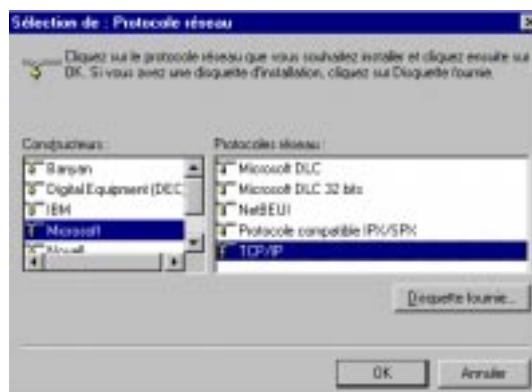 Sélection de : Protocole réseau
Cliquez sur le protocole réseau que vous souhaitez installer et cliquez ensuite sur
OK. Si vous avez une disquette d'installation, cliquez sur Disquette fournie.
Constructeurs :
Banyan
Digital Equipment (DEC
IBM
Microsoft
Novell
Protocoles réseau :
Microsoft DLC
Microsoft DLC 32 bits
NetBEUI
Protocole compatible IPX/SPX
TCP/IP
Disquette fournie...
OK
Annuler